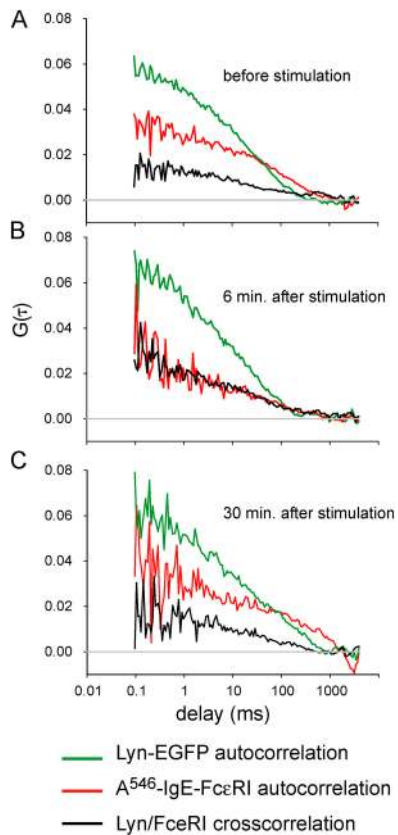 A
0.08
0.06
0.04
0.02
0.00
before stimulation
B
0.08
0.06
0.04
0.02
0.00
6 min. after stimulation
G(τ)
C
0.08
0.06
0.04
0.02
0.00
30 min. after stimulation
0.01 0.1 1 10 100 1000
delay (ms)
Lyn-EGFP autocorrelation
A⁵⁴⁶-IgE-FcεRI autocorrelation
Lyn/FceRI crosscorrelation